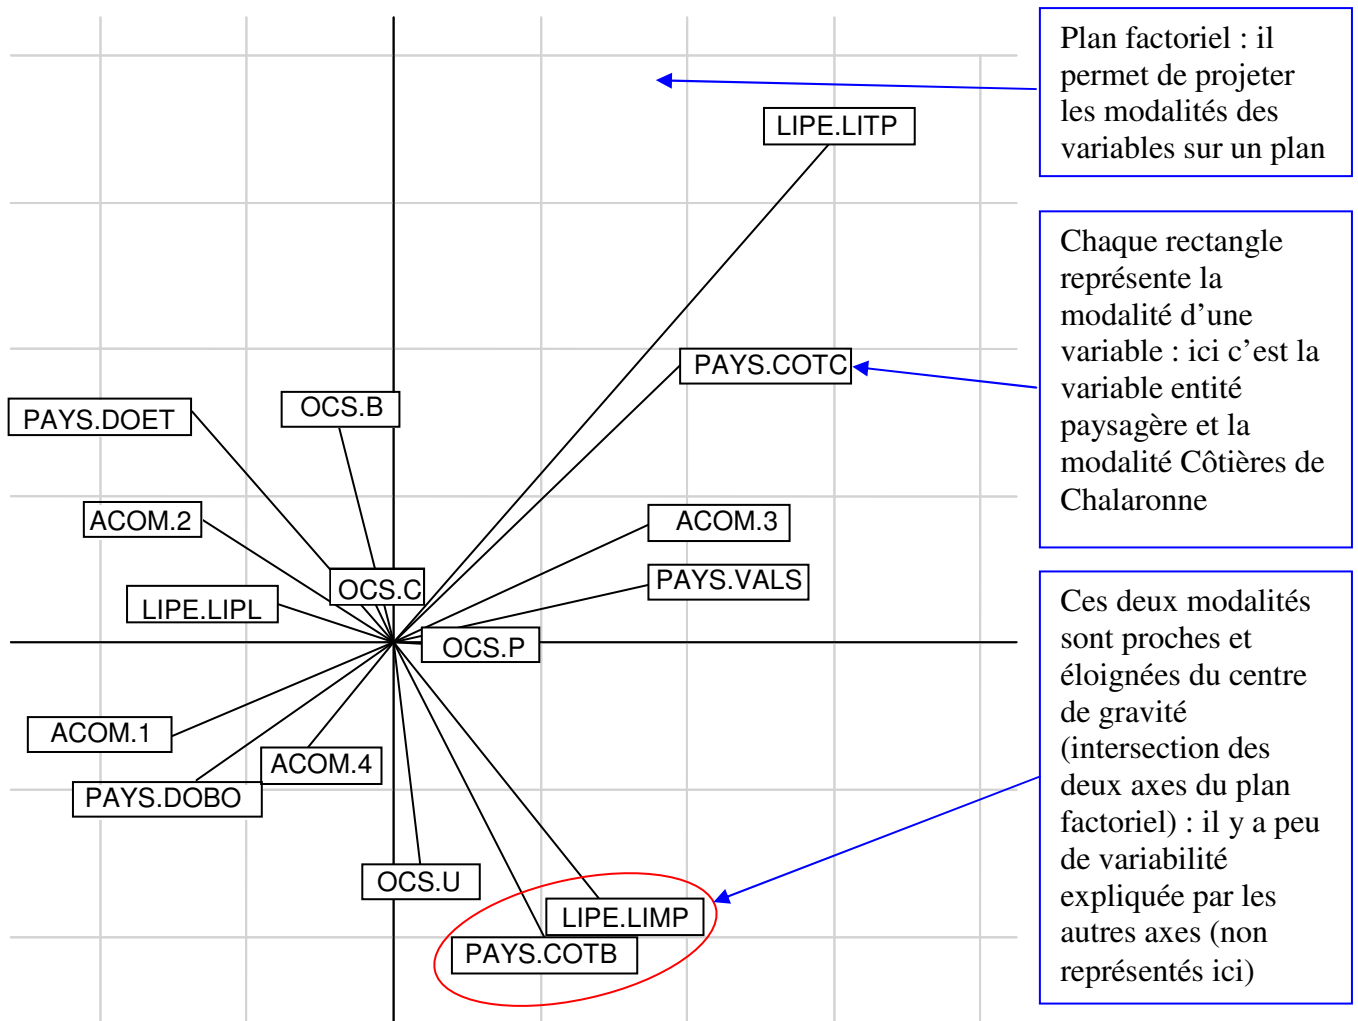 Plan factoriel : il
permet de projeter
les modalités des
variables sur un plan
LIPE.LITP
Chaque rectangle
représente la
modalité d’une
variable : ici c’est la
variable entité
paysagère et la
modalité Côtières de
Chalaronne
PAYS.COTC
OCS.B
PAYS.DOET
ACOM.2
ACOM.3
OCS.C
PAYS.VALS
LIPE.LIPL
OCS.P
ACOM.1
ACOM.4
PAYS.DOBO
OCS.U
LIPE.LIMP
PAYS.COTB
Ces deux modalités
sont proches et
éloignées du centre
de gravité
(intersection des
deux axes du plan
factoriel) : il y a peu
de variabilité
expliquée par les
autres axes (non
représentés ici)